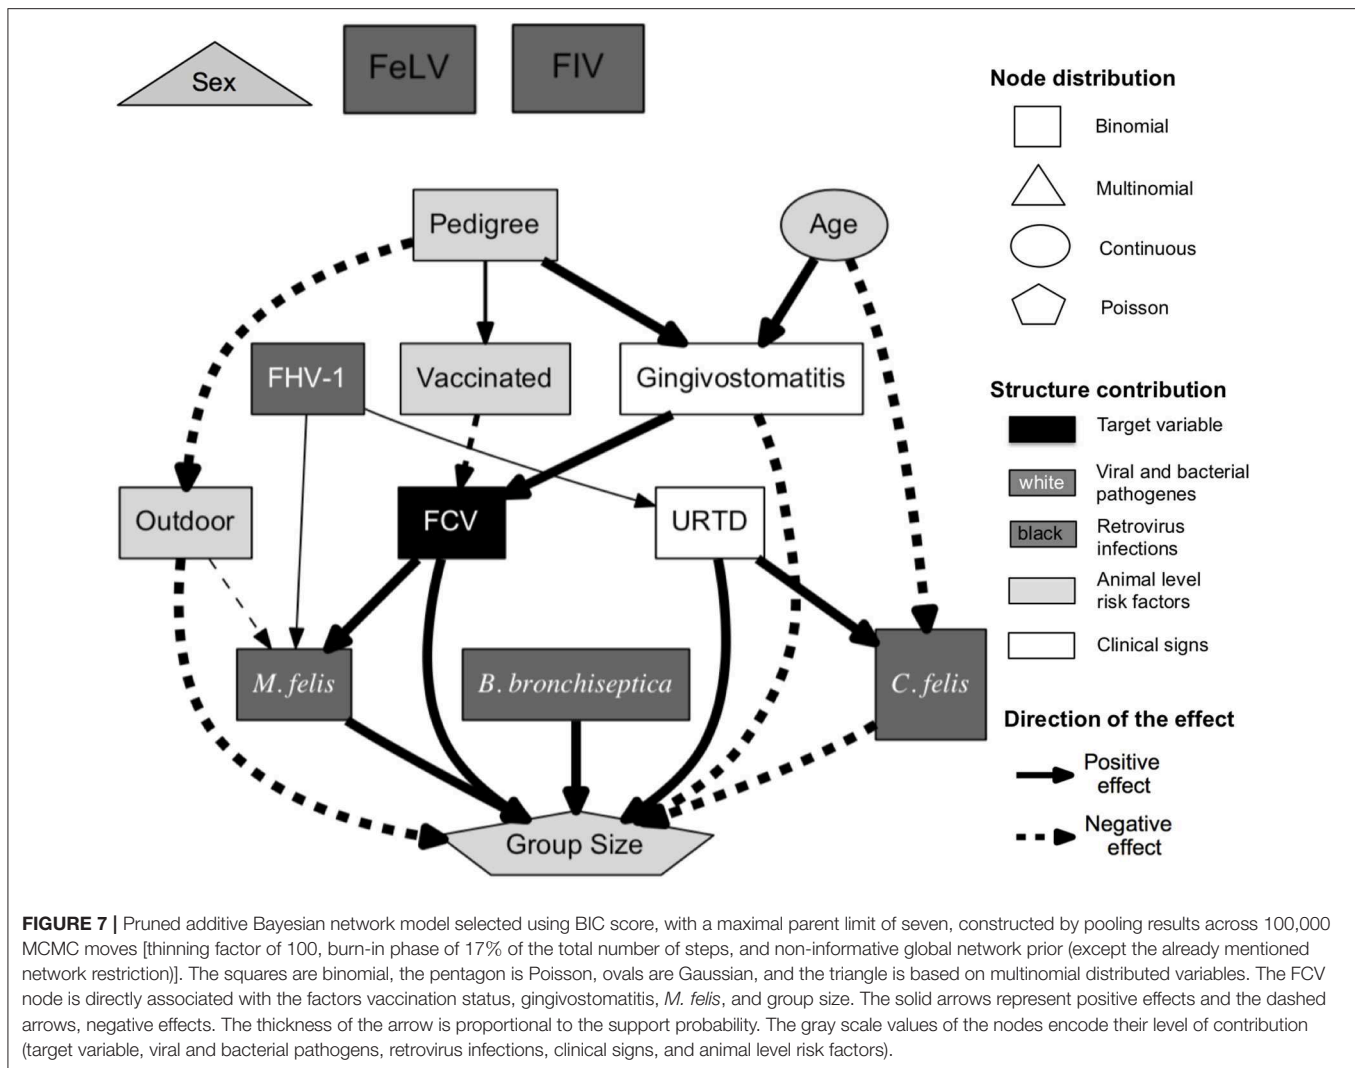 Sex
FeLV
FIV
Pedigree
Age
FHV-1
Vaccinated
Gingivostomatitis
Outdoor
FCV
URTD
M. felis
B. bronchiseptica
C. felis
Group Size
Node distribution
Binomial
Multinomial
Continuous
Poisson
Structure contribution
Target variable
white
Viral and bacterial
pathogenes
black
Retrovirus
infections
Animal level
risk factors
Clinical signs
Direction of the effect
Positive
effect
Negative
effect
FIGURE 7 | Pruned additive Bayesian network model selected using BIC score, with a maximal parent limit of seven, constructed by pooling results across 100,000
MCMC moves [thinning factor of 100, burn-in phase of 17% of the total number of steps, and non-informative global network prior (except the already mentioned
network restriction)]. The squares are binomial, the pentagon is Poisson, ovals are Gaussian, and the triangle is based on multinomial distributed variables. The FCV
node is directly associated with the factors vaccination status, gingivostomatitis, M. felis, and group size. The solid arrows represent positive effects and the dashed
arrows, negative effects. The thickness of the arrow is proportional to the support probability. The gray scale values of the nodes encode their level of contribution
(target variable, viral and bacterial pathogens, retrovirus infections, clinical signs, and animal level risk factors).